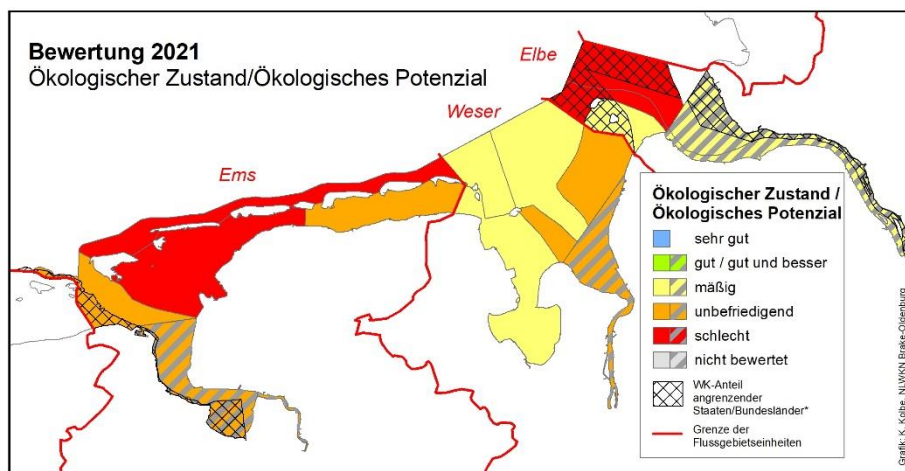 Bewertung 2021
Ökologischer Zustand/Ökologisches Potenzial
Elbe
Weser
Ems
Ökologischer Zustand /
Ökologisches Potenzial
sehr gut
gut / gut und besser
mäßig
unbefriedigend
schlecht
nicht bewertet
WK-Anteil
angrenzender
Staaten/Bundesländer*
Grenze der
Flussgebietseinheiten
Grafik: K. Kolbe, NLWKN Brake-Oldenburg